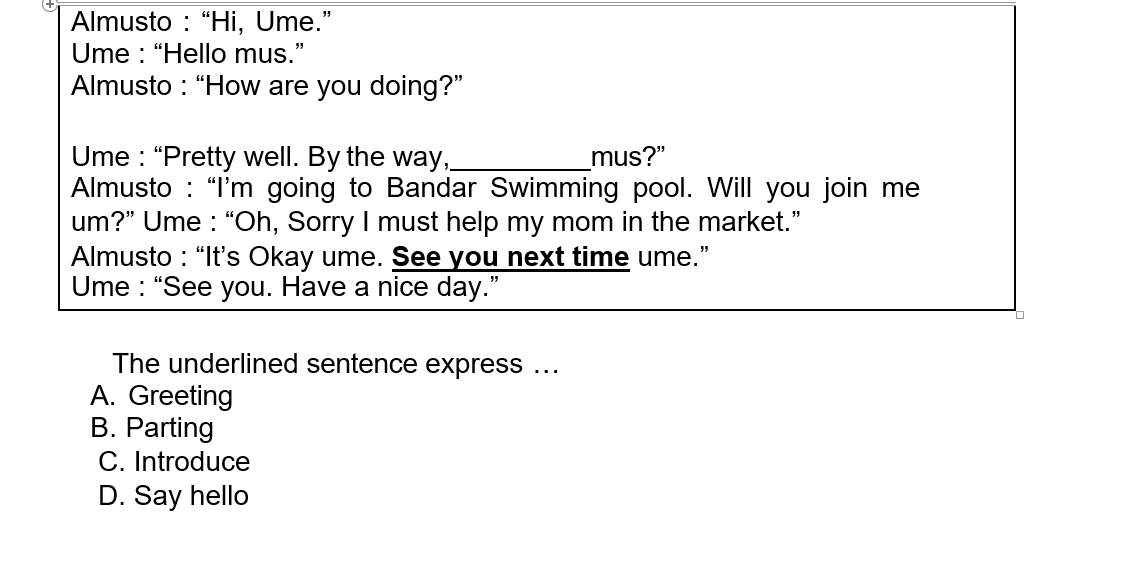 Almusto : “Hi, Ume.”
Ume : “Hello mus.”
Almusto : “How are you doing?”
Ume : “Pretty well. By the way,__________mus?”
Almusto : “I’m going to Bandar Swimming pool. Will you join me
um?” Ume : “Oh, Sorry I must help my mom in the market.”
Almusto : “It’s Okay ume. See you next time ume.”
Ume : “See you. Have a nice day.”
The underlined sentence express …
A. Greeting
B. Parting
C. Introduce
D. Say hello